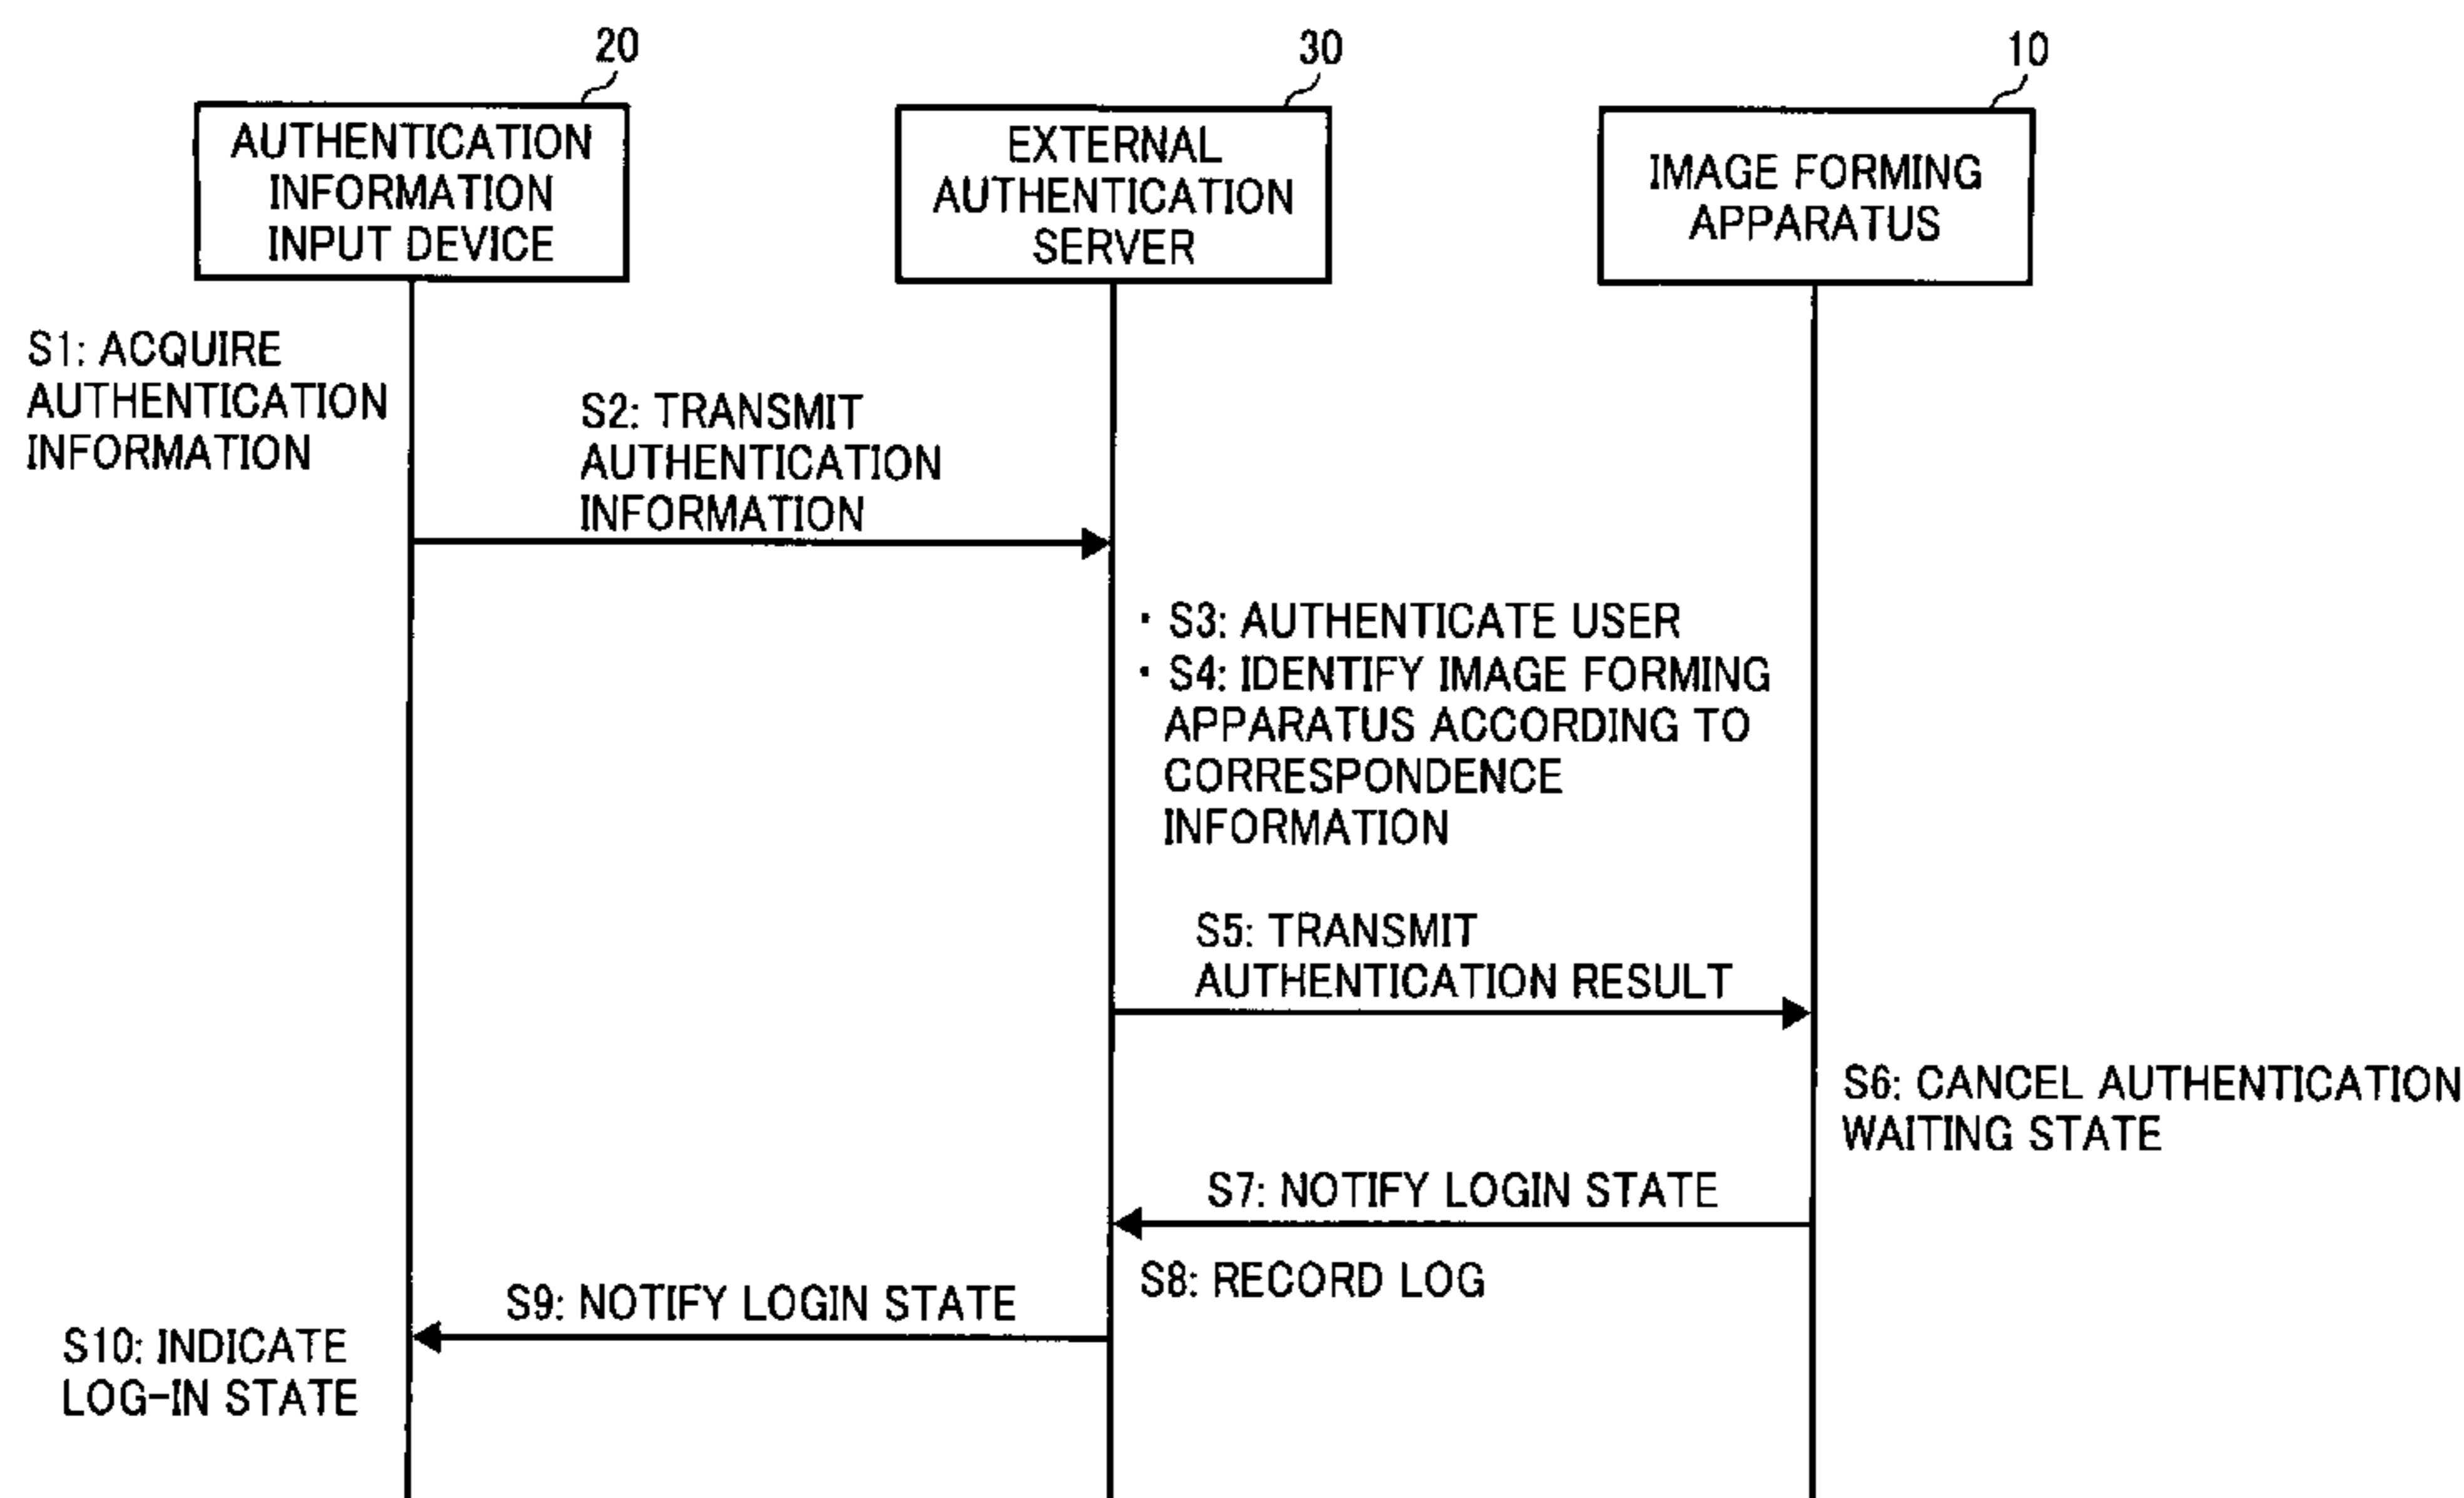 20
30
10
AUTHENTICATION
INFORMATION
INPUT DEVICE
EXTERNAL
AUTHENTICATION
SERVER
IMAGE FORMING
APPARATUS
S1: ACQUIRE
AUTHENTICATION
INFORMATION
S2: TRANSMIT
AUTHENTICATION
INFORMATION
・S3: AUTHENTICATE USER
・S4: IDENTIFY IMAGE FORMING
APPARATUS ACCORDING TO
CORRESPONDENCE
INFORMATION
S5: TRANSMIT
AUTHENTICATION RESULT
S6: CANCEL AUTHENTICATION
WAITING STATE
S7: NOTIFY LOGIN STATE
S8: RECORD LOG
S9: NOTIFY LOGIN STATE
S10: INDICATE
LOG-IN STATE